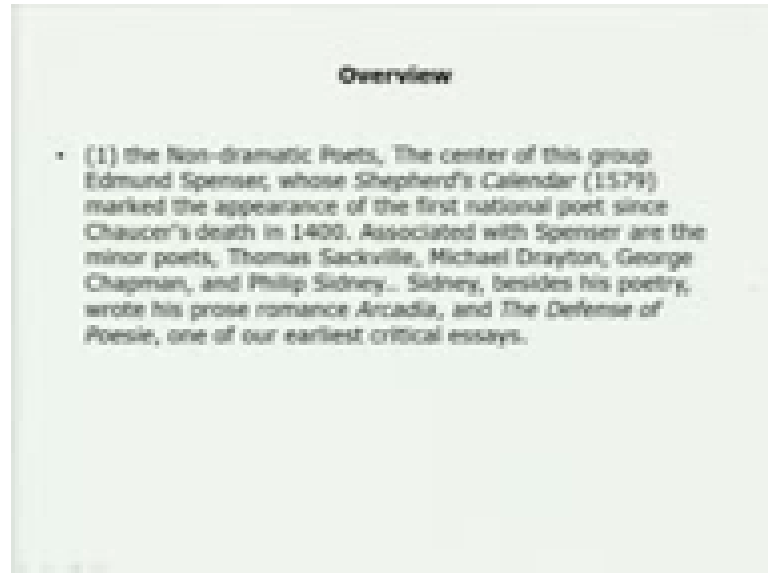 Overview
• (1) the Non-dramatic Poets, The center of this group
Edmund Spenser, whose Shepherd's Calendar (1579)
marked the appearance of the first national poet since
Chaucer's death in 1400. Associated with Spenser are the
minor poets, Thomas Sackville, Michael Drayton, George
Chapman, and Philip Sidney.. Sidney, besides his poetry,
wrote his prose romance Arcadia, and The Defense of
Poesie, one of our earliest critical essays.